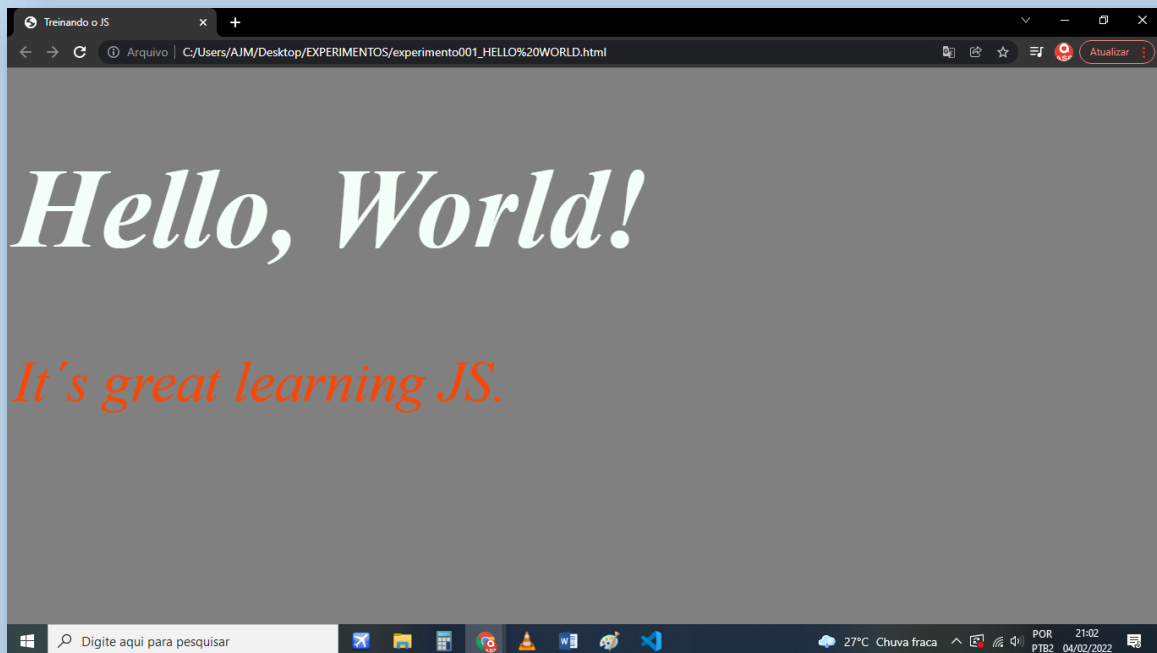 Treinando o JS
Arquivo | C:/Users/AJM/Desktop/EXPERIMENTOS/experimento001_HELLO%20WORLD.html
Atualizar
Hello, World!
It´s great learning JS.
Digite aqui para pesquisar
27°C Chuva fraca
POR
PTB2
21:02
04/02/2022